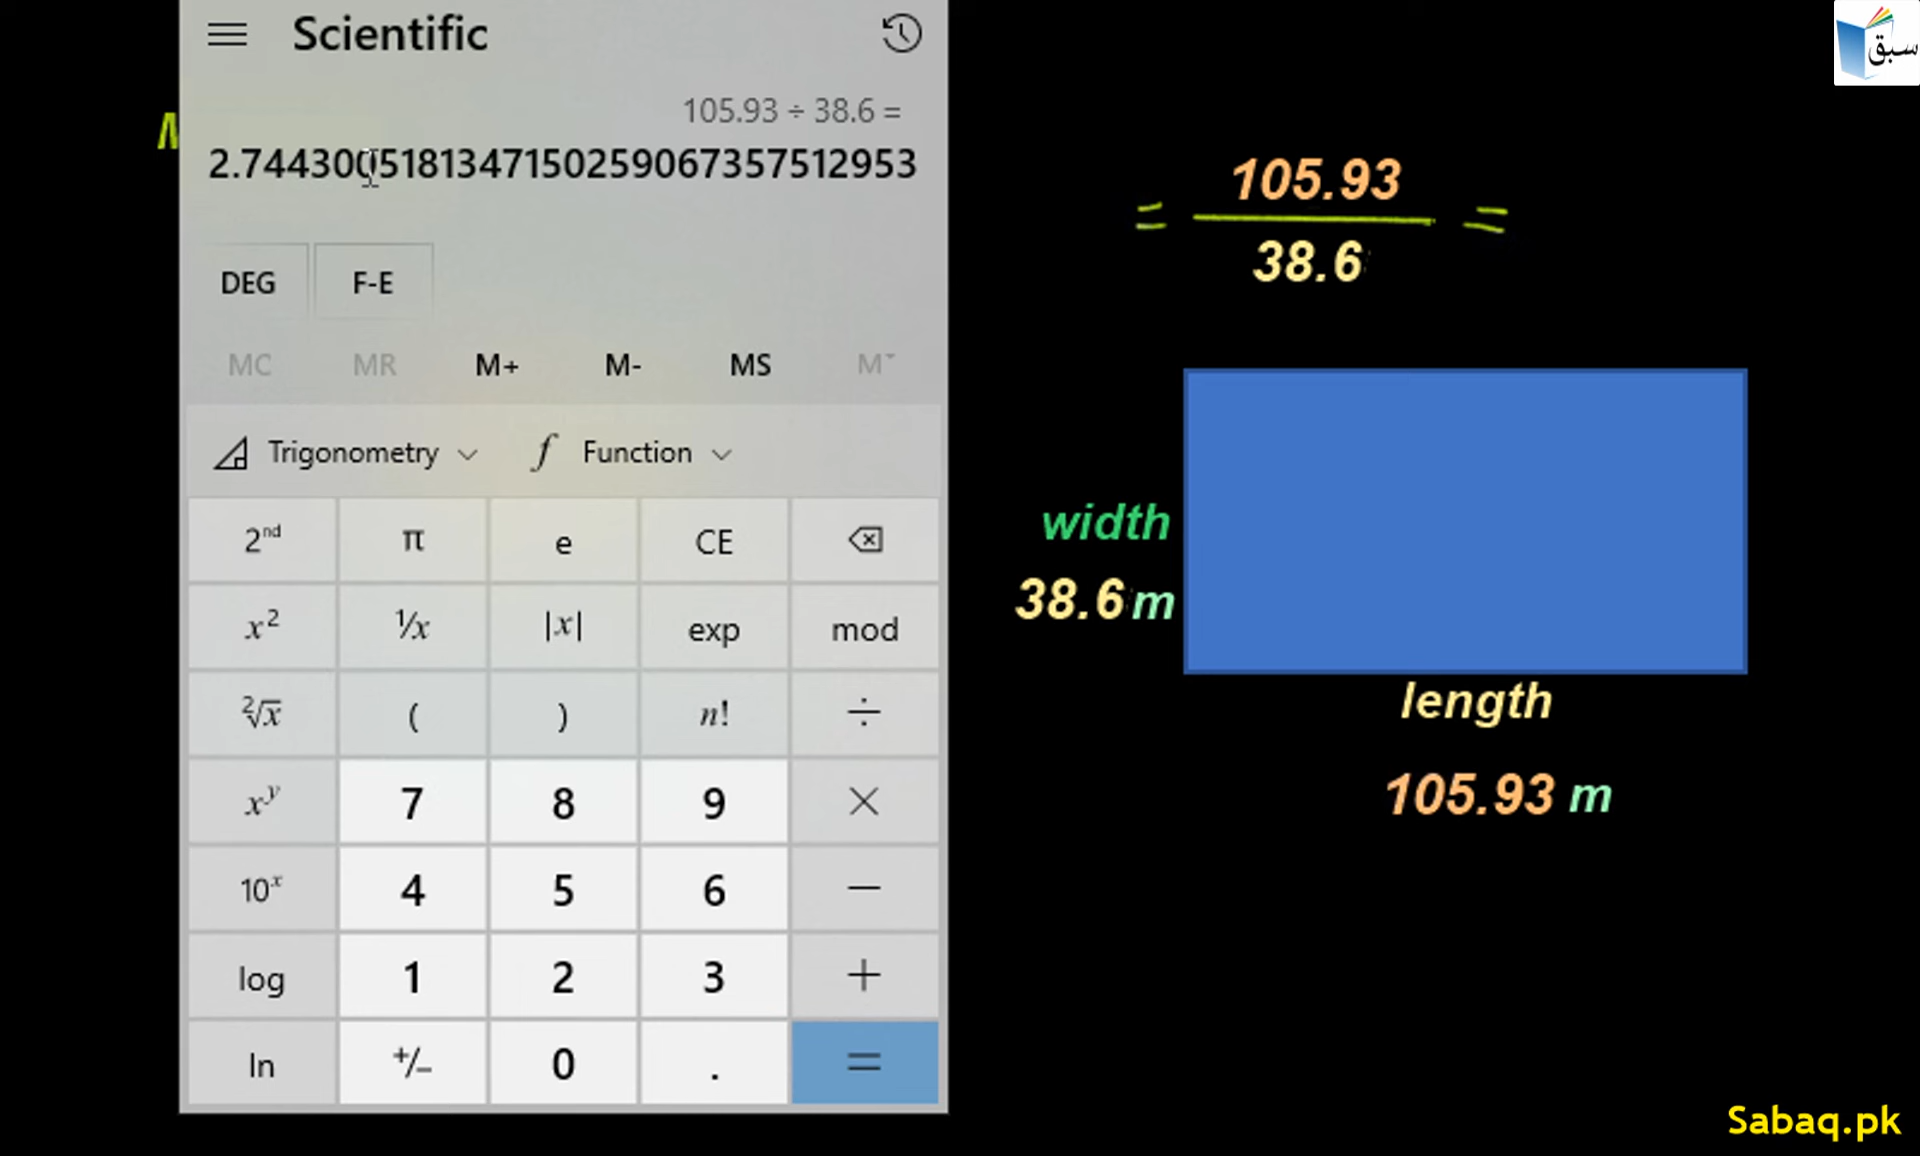 Scientific
105.93 ÷ 38.6 =
2.7443005181347150259067357512953
DEG F-E
MC MR M+ M- MS M˅
Trigonometry Function
2ⁿᵈ π e CE
x² ¹/x |x| exp mod
²√x ( ) n! ÷
xʸ 7 8 9 ×
10ˣ 4 5 6 −
log 1 2 3 +
ln +/− 0 . =
سبق
= 105.93 =
38.6
width
38.6 m
length
105.93 m
Sabaq.pk